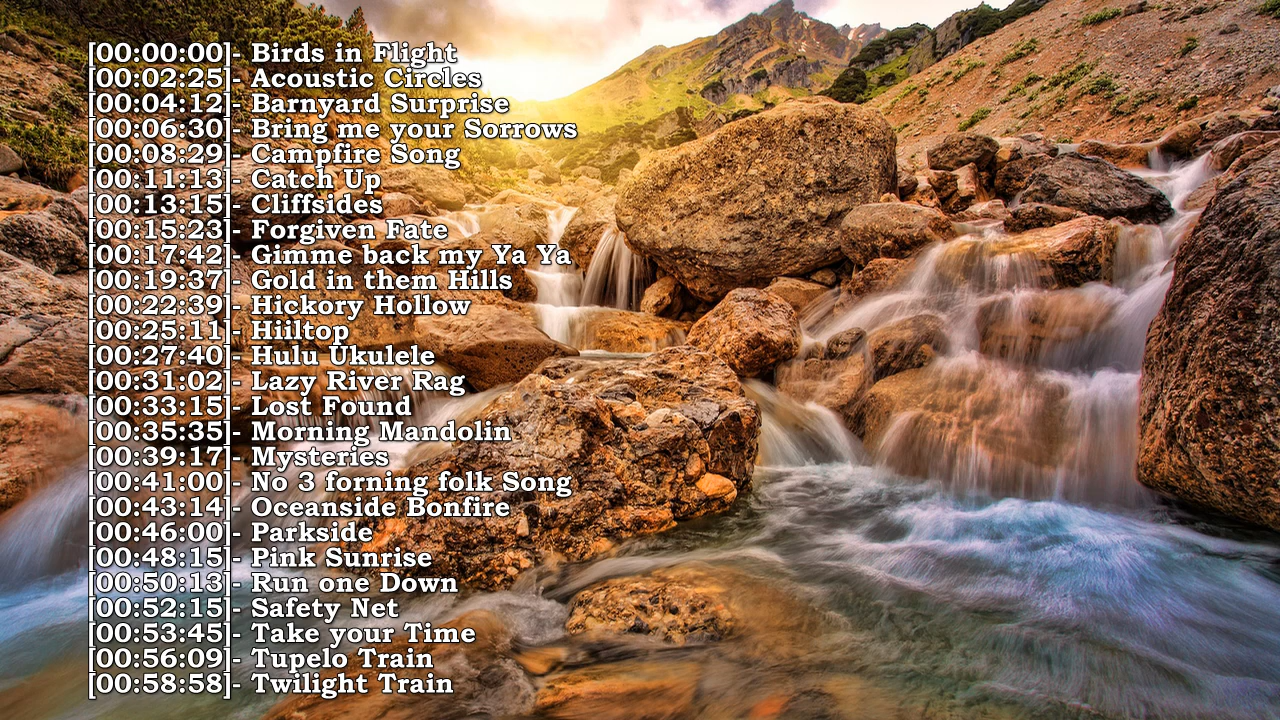 [00:00:00]- Birds in Flight
[00:02:25]- Acoustic Circles
[00:04:12]- Barnyard Surprise
[00:06:30]- Bring me your Sorrows
[00:08:29]- Campfire Song
[00:11:13]- Catch Up
[00:13:15]- Cliffsides
[00:15:23]- Forgiven Fate
[00:17:42]- Gimme back my Ya Ya
[00:19:37]- Gold in them Hills
[00:22:39]- Hickory Hollow
[00:25:11]- Hiiltop
[00:27:40]- Hulu Ukulele
[00:31:02]- Lazy River Rag
[00:33:15]- Lost Found
[00:35:35]- Morning Mandolin
[00:39:17]- Mysteries
[00:41:00]- No 3 forning folk Song
[00:43:14]- Oceanside Bonfire
[00:46:00]- Parkside
[00:48:15]- Pink Sunrise
[00:50:13]- Run one Down
[00:52:15]- Safety Net
[00:53:45]- Take your Time
[00:56:09]- Tupelo Train
[00:58:58]- Twilight Train